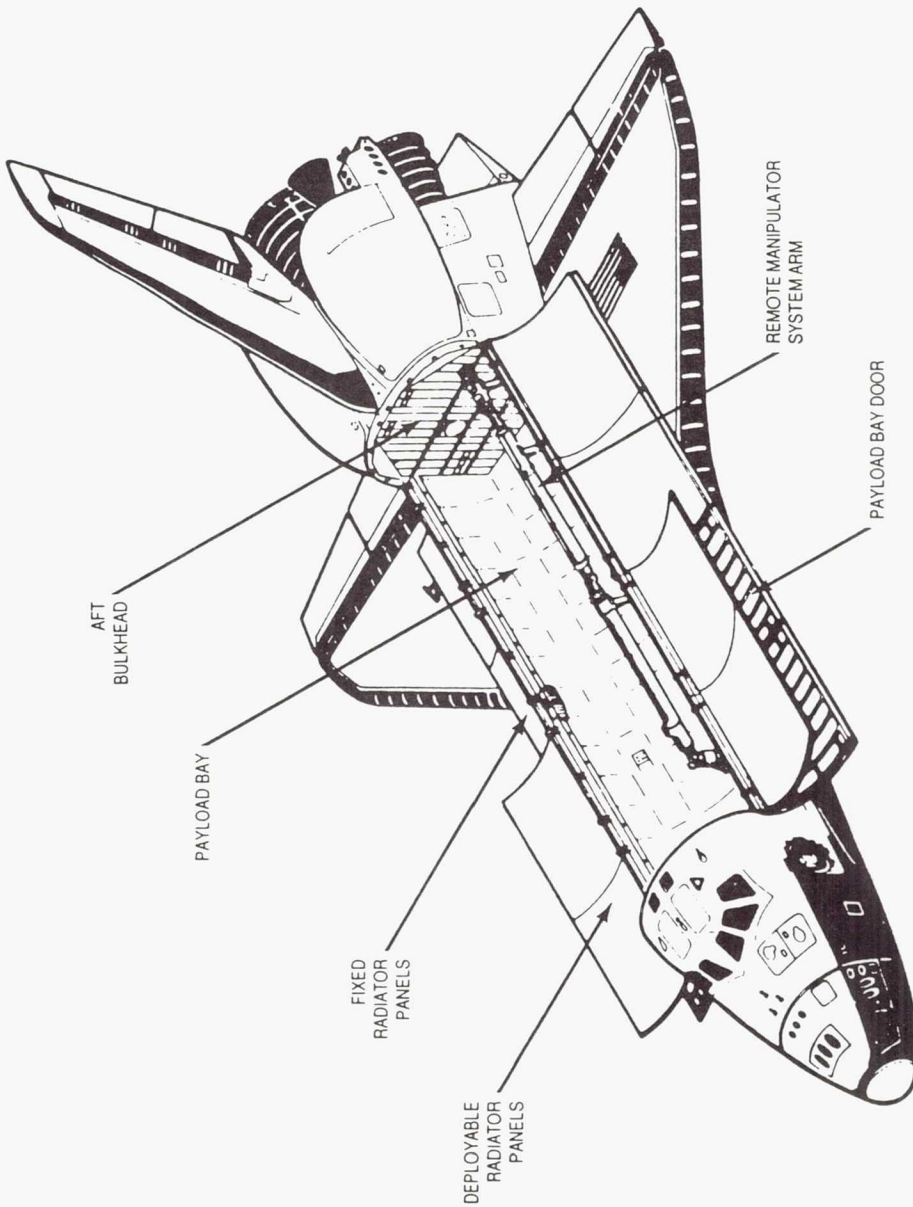 AFT
BULKHEAD
PAYLOAD BAY
FIXED
RADIATOR
PANELS
DEPLOYABLE
RADIATOR
PANELS
REMOTE MANIPULATOR
SYSTEM ARM
PAYLOAD BAY DOOR